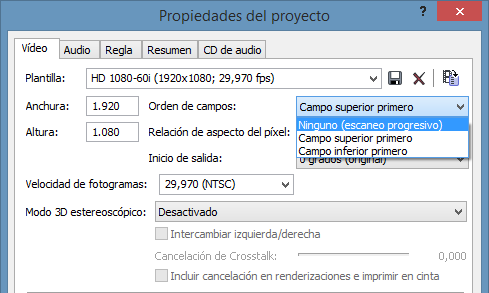 Propiedades del proyecto ?
Vídeo Audio Regla Resumen CD de audio
Plantilla: HD 1080-60i (1920x1080; 29,970 fps)
Anchura: 1.920 Orden de campos: Campo superior primero
Ninguno (escaneo progresivo)
Altura: 1.080 Relación de aspecto del píxel: Campo superior primero
Campo inferior primero
Inicio de salida: 0 grados (original)
Velocidad de fotogramas: 29,970 (NTSC)
Modo 3D estereoscópico: Desactivado
Intercambiar izquierda/derecha
Cancelación de Crosstalk: 0,000
Incluir cancelación en renderizaciones e imprimir en cinta